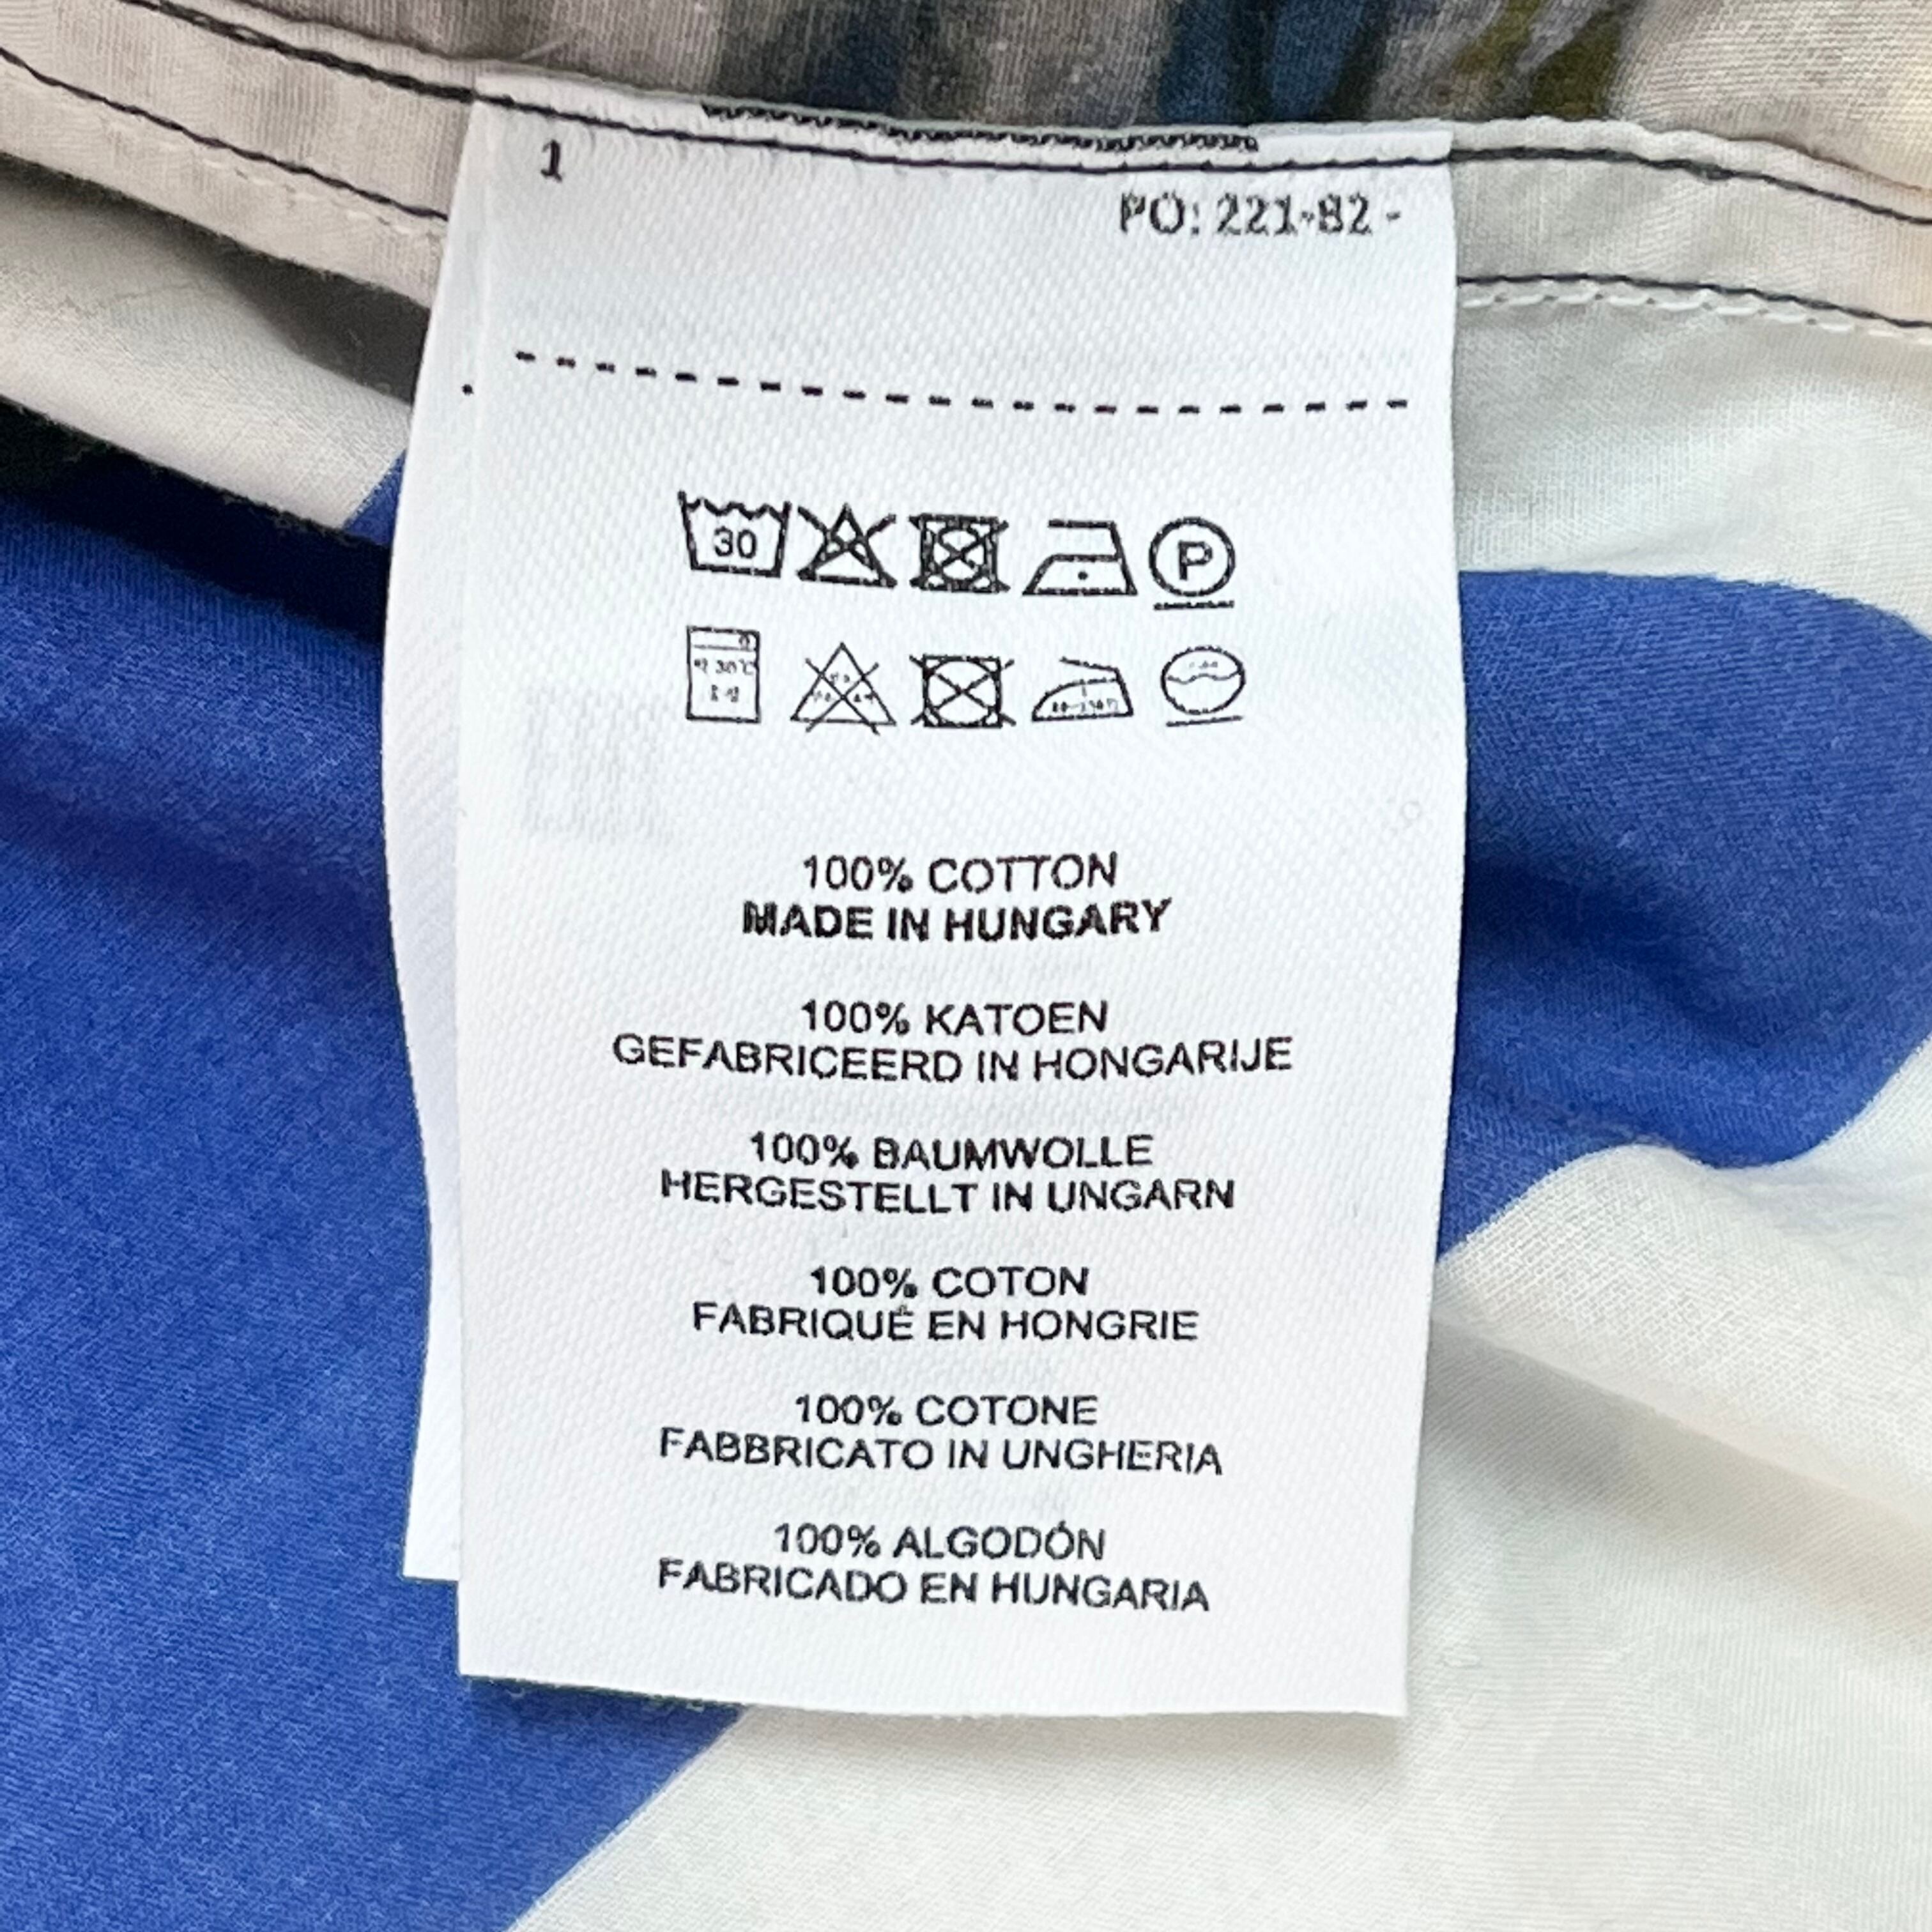 1
PO: 221-82 -
30
P
100% COTTON
MADE IN HUNGARY
100% KATOEN
GEFABRICEERD IN HONGARIJE
100% BAUMWOLLE
HERGESTELLT IN UNGARN
100% COTON
FABRIQUÉ EN HONGRIE
100% COTONE
FABBRICATO IN UNGHERIA
100% ALGODÓN
FABRICADO EN HUNGARIA